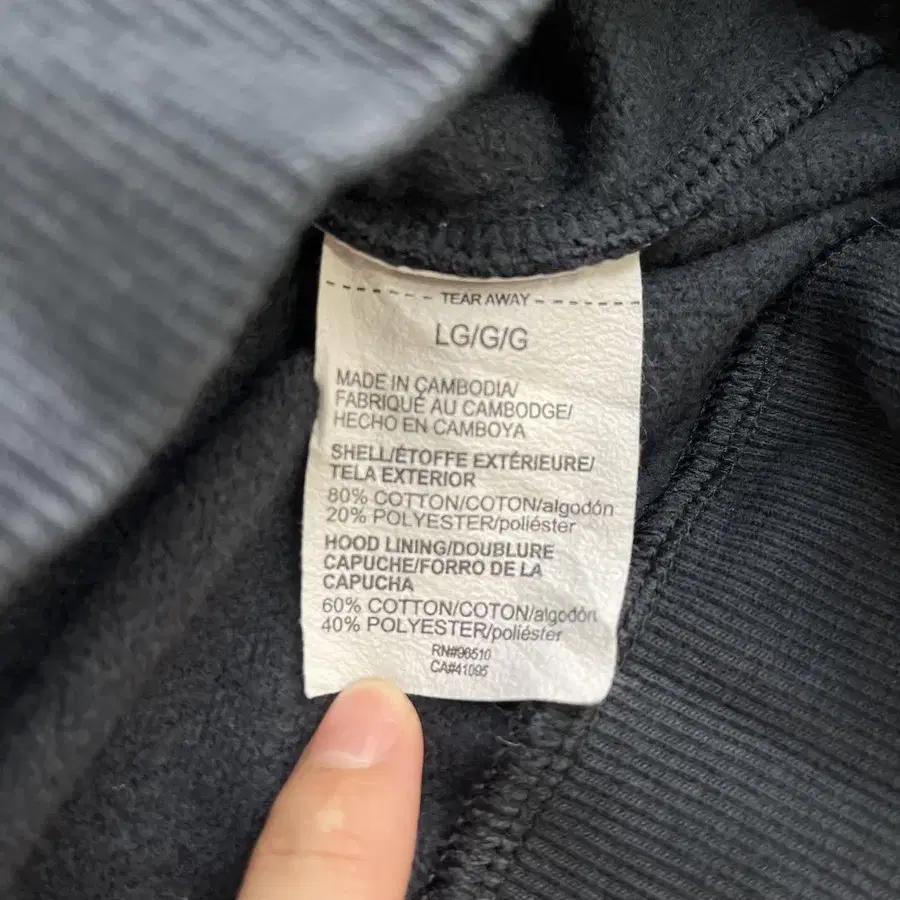 TEAR AWAY
LG/G/G
MADE IN CAMBODIA/
FABRIQUÉ AU CAMBODGE/
HECHO EN CAMBOYA
SHELL/ÉTOFFE EXTÉRIEURE/
TELA EXTERIOR
80% COTTON/COTON/algodón
20% POLYESTER/poliéster
HOOD LINING/DOUBLURE
CAPUCHE/FORRO DE LA
CAPUCHA
60% COTTON/COTON/algodón
40% POLYESTER/poliéster
RN#96510
CA#41095